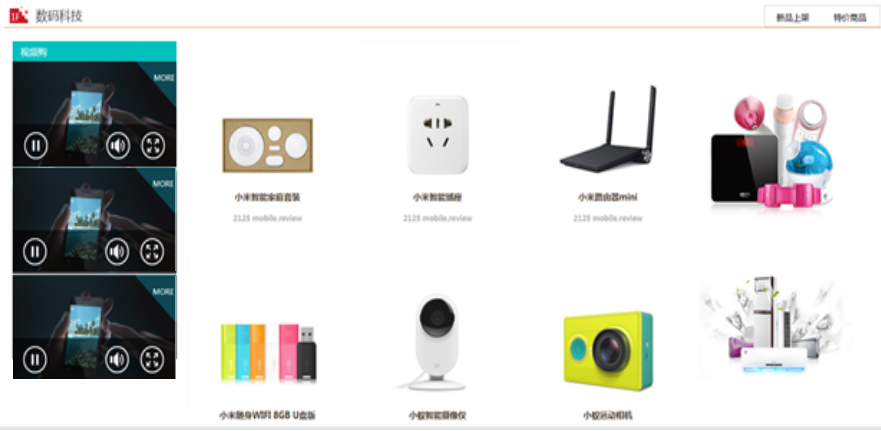 1F 数码科技
新品上架 特价商品
视频购
MORE
MORE
MORE
小米智能家庭套装
2125 mobile.review
小米智能插座
2125 mobile.review
小米路由器mini
2125 mobile.review
小米随身WIFI 8GB U盘版
小蚁智能摄像仪
小蚁运动相机